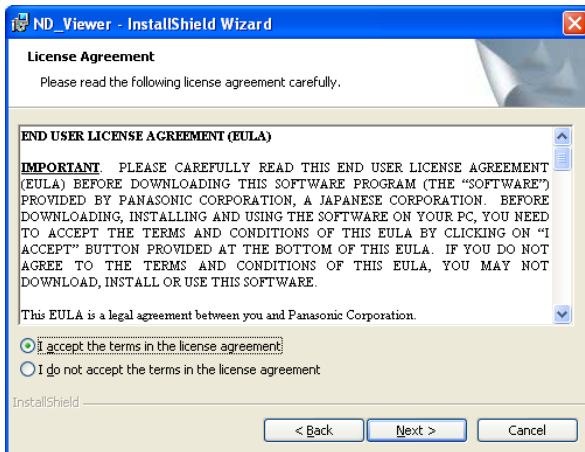 ND_Viewer - InstallShield Wizard
License Agreement
Please read the following license agreement carefully.
END USER LICENSE AGREEMENT (EULA)
IMPORTANT. PLEASE CAREFULLY READ THIS END USER LICENSE AGREEMENT
(EULA) BEFORE DOWNLOADING THIS SOFTWARE PROGRAM (THE “SOFTWARE”)
PROVIDED BY PANASONIC CORPORATION, A JAPANESE CORPORATION. BEFORE
DOWNLOADING, INSTALLING AND USING THE SOFTWARE ON YOUR PC, YOU NEED
TO ACCEPT THE TERMS AND CONDITIONS OF THIS EULA BY CLICKING ON “I
ACCEPT” BUTTON PROVIDED AT THE BOTTOM OF THIS EULA. IF YOU DO NOT
AGREE TO THE TERMS AND CONDITIONS OF THIS EULA, YOU MAY NOT
DOWNLOAD, INSTALL OR USE THIS SOFTWARE.
This EULA is a legal agreement between you and Panasonic Corporation.
I accept the terms in the license agreement
I do not accept the terms in the license agreement
InstallShield
< Back
Next >
Cancel